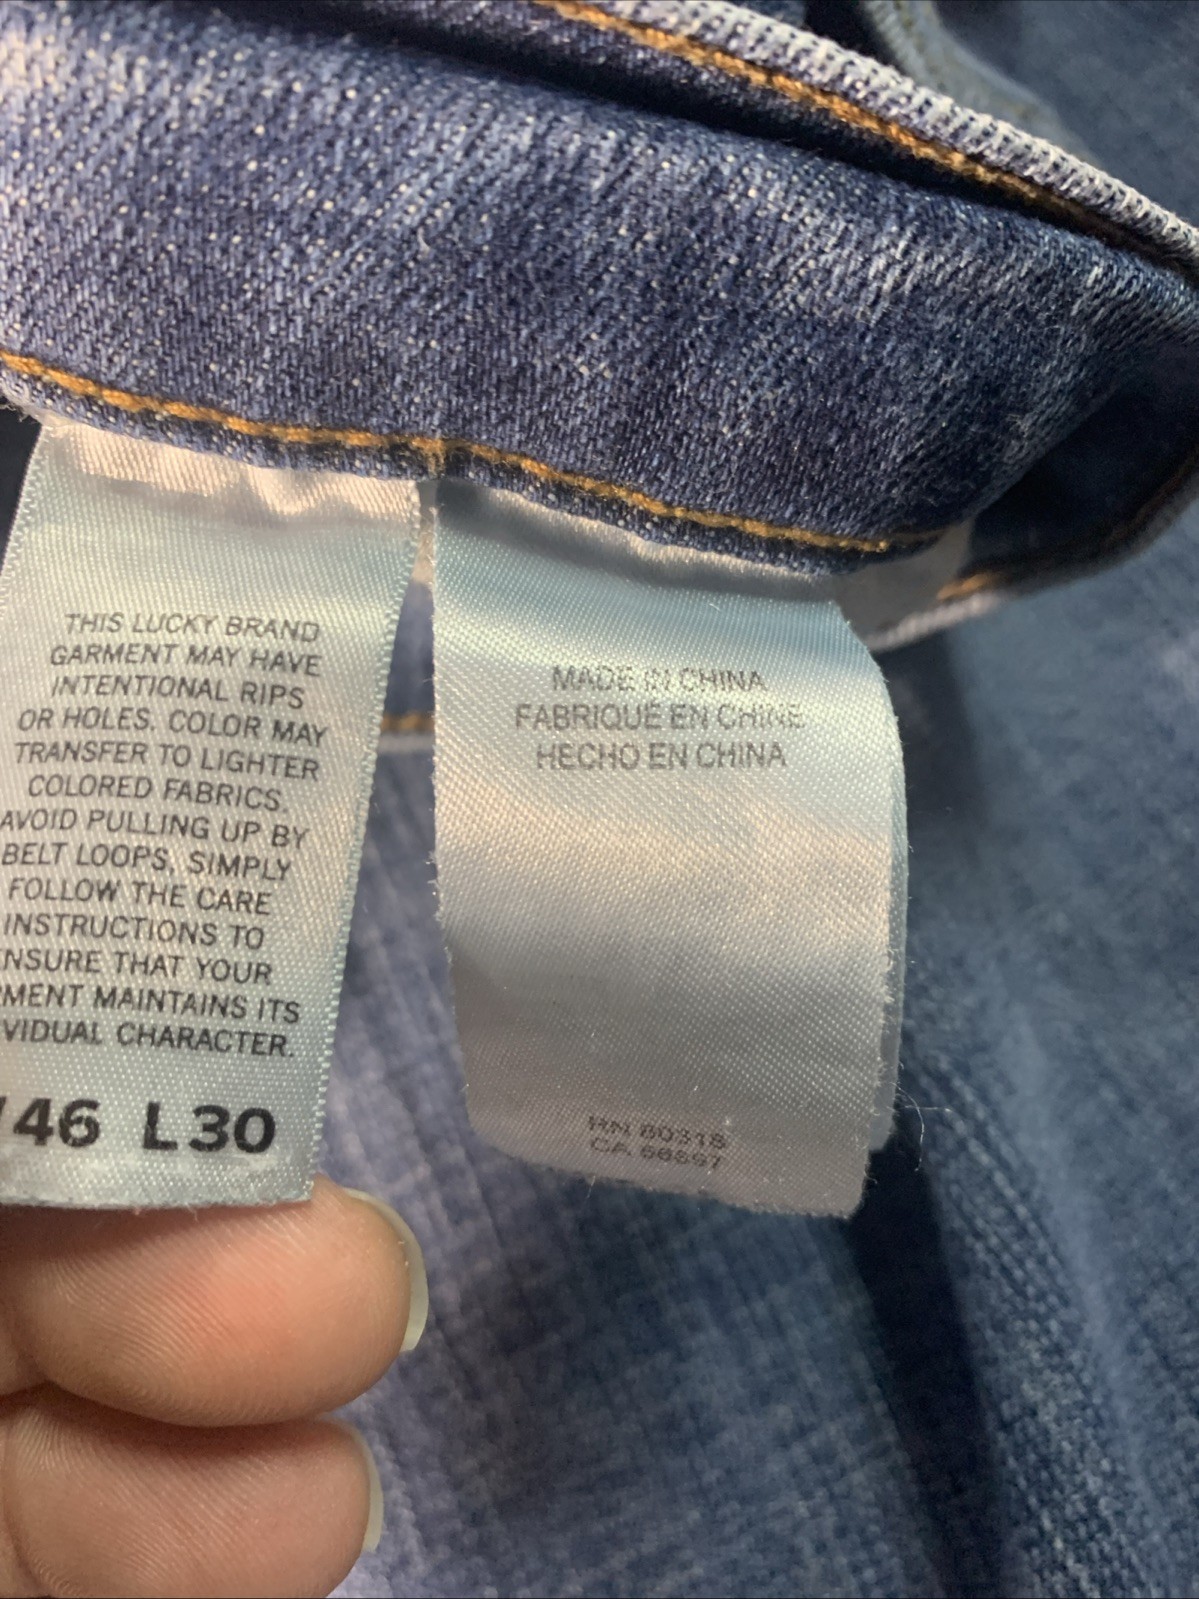 THIS LUCKY BRAND
GARMENT MAY HAVE
INTENTIONAL RIPS
OR HOLES. COLOR MAY
TRANSFER TO LIGHTER
COLORED FABRICS.
AVOID PULLING UP BY
BELT LOOPS, SIMPLY
FOLLOW THE CARE
INSTRUCTIONS TO
NSURE THAT YOUR
MENT MAINTAINS ITS
VIDUAL CHARACTER.
46 L30
MADE IN CHINA
FABRIQUÉ EN CHINE
HECHO EN CHINA
RN 80318
CA 56897